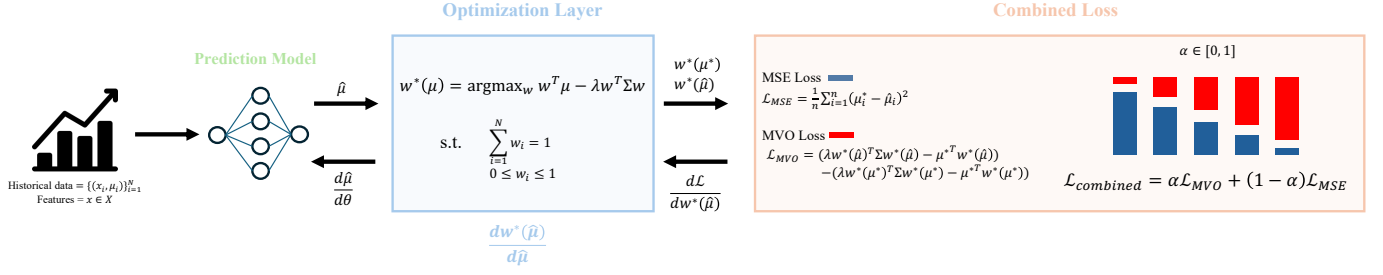 Optimization Layer
Combined Loss
Prediction Model
Historical data = {(x_i, μ_i)}_{i=1}^N
Features = x ∈ X
μ̂
dμ̂/dθ
w*(μ) = argmax_w w^T μ − λw^T Σw
s.t. ∑_{i=1}^N w_i = 1
0 ≤ w_i ≤ 1
dw*(μ̂)/dμ̂
w*(μ*)
w*(μ̂)
dℒ/dw*(μ̂)
MSE Loss
ℒ_MSE = 1/n ∑_{i=1}^n (μ_i* − μ̂_i)^2
MVO Loss
ℒ_MVO = (λw*(μ̂)^T Σw*(μ̂) − μ*^T w*(μ̂))
−(λw*(μ*)^T Σw*(μ*) − μ*^T w*(μ*))
α ∈ [0, 1]
ℒ_combined = αℒ_MVO + (1 − α)ℒ_MSE